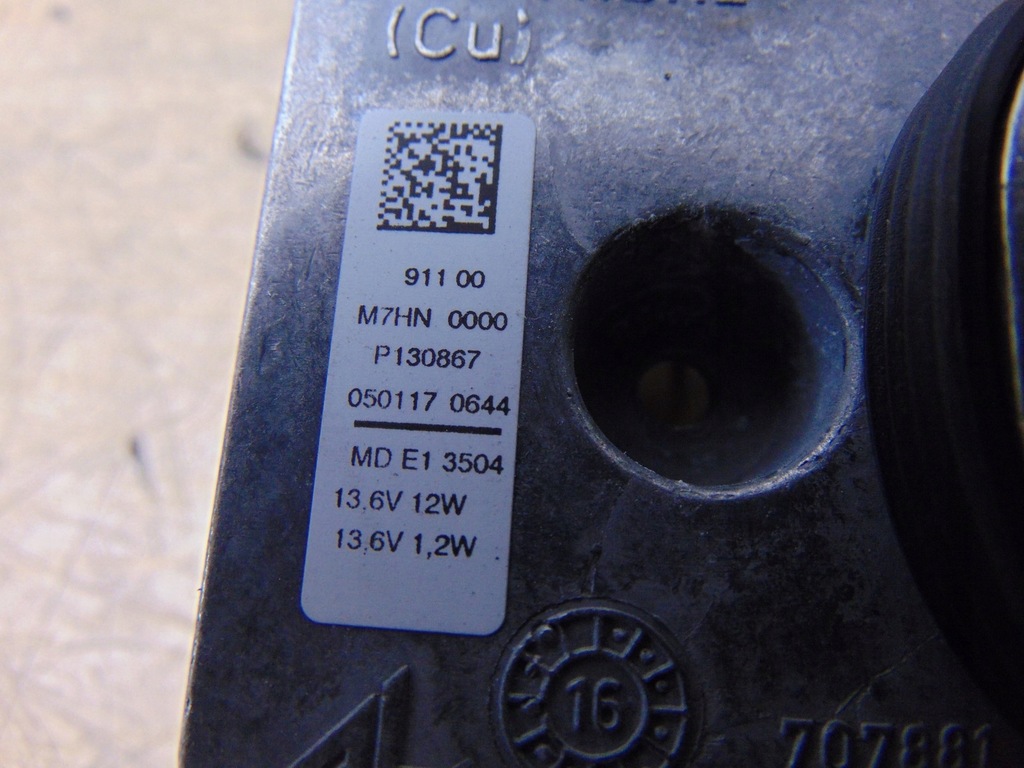 (Cu)
911 00
M7HN 0000
P130867
050117 0644
MD E1 3504
13,6V 12W
13,6V 1,2W
16
707881